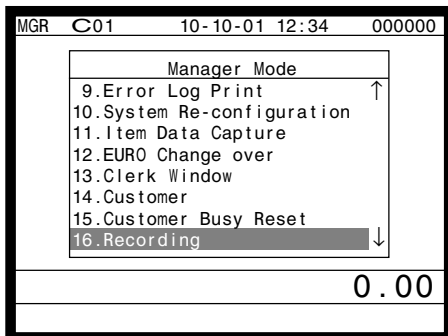 MGR C01 10-10-01 12:34 000000
Manager Mode
9.Error Log Print ↑
10.System Re-configuration
11.Item Data Capture
12.EURO Change over
13.Clerk Window
14.Customer
15.Customer Busy Reset
16.Recording ↓
0.00